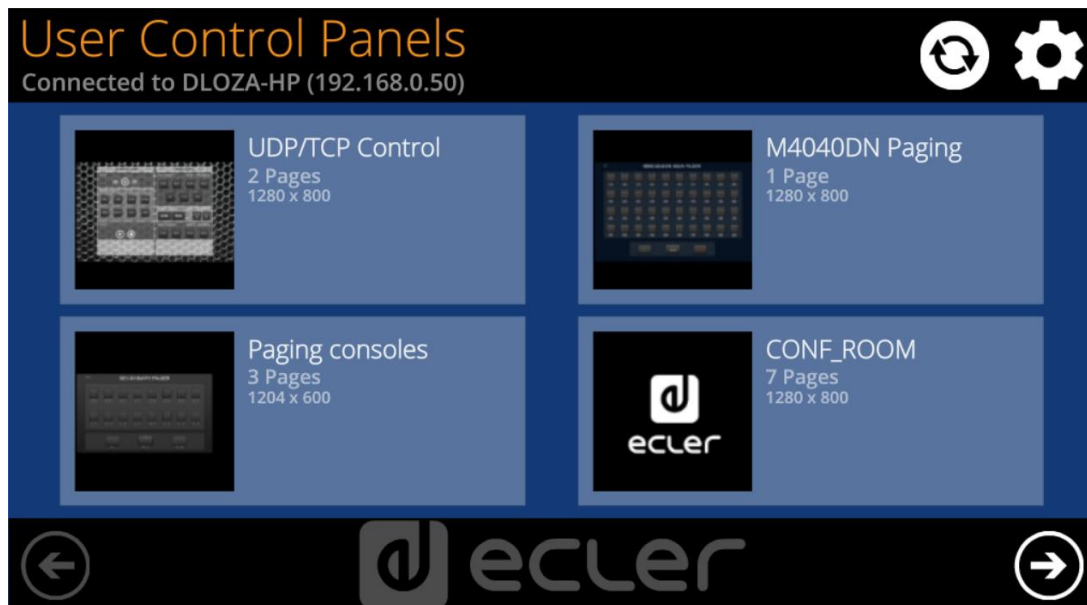 User Control Panels
Connected to DLOZA-HP (192.168.0.50)
UDP/TCP Control
2 Pages
1280 x 800
M4040DN Paging
1 Page
1280 x 800
Paging consoles
3 Pages
1204 x 600
CONF_ROOM
7 Pages
1280 x 800
ecler
ecler